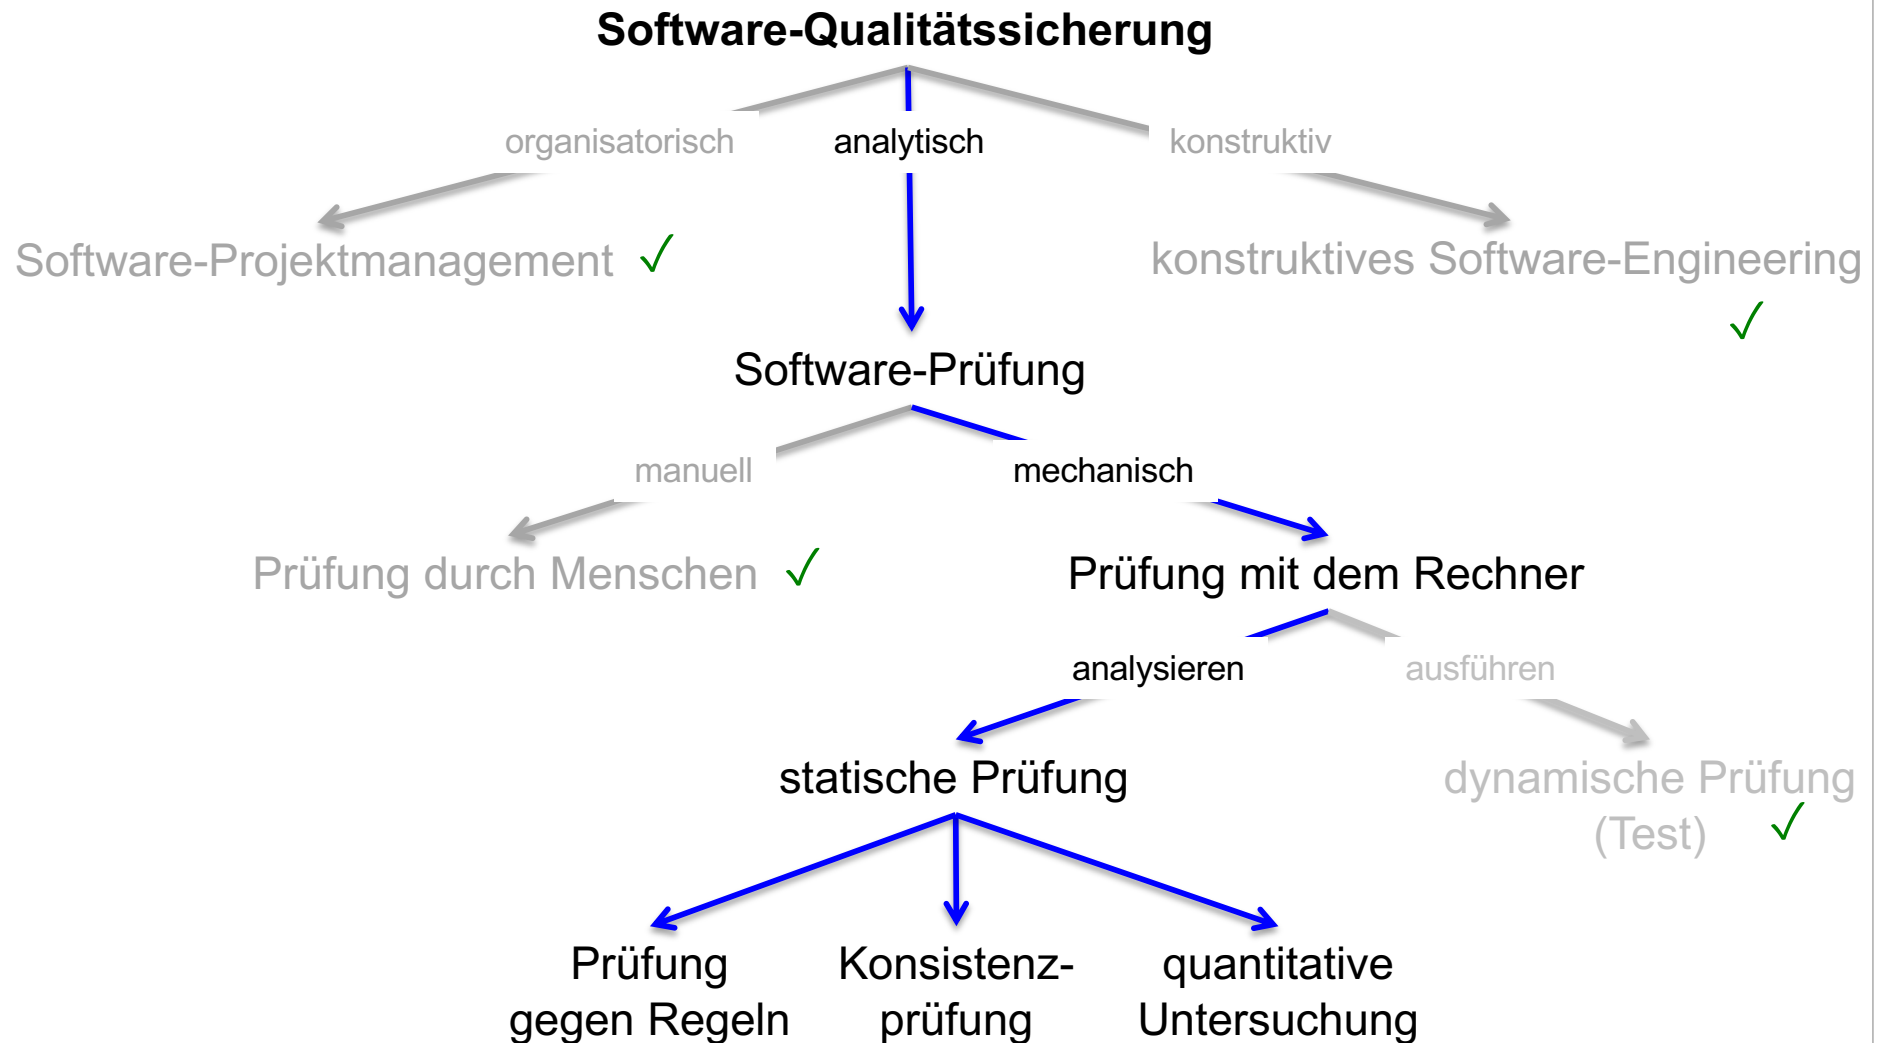 Software-Qualitätssicherung
organisatorisch
analytisch
konstruktiv
Software-Projektmanagement ✓
konstruktives Software-Engineering
✓
Software-Prüfung
manuell
mechanisch
Prüfung durch Menschen ✓
Prüfung mit dem Rechner
analysieren
ausführen
statische Prüfung
dynamische Prüfung
(Test) ✓
Prüfung
gegen Regeln
Konsistenz-
prüfung
quantitative
Untersuchung